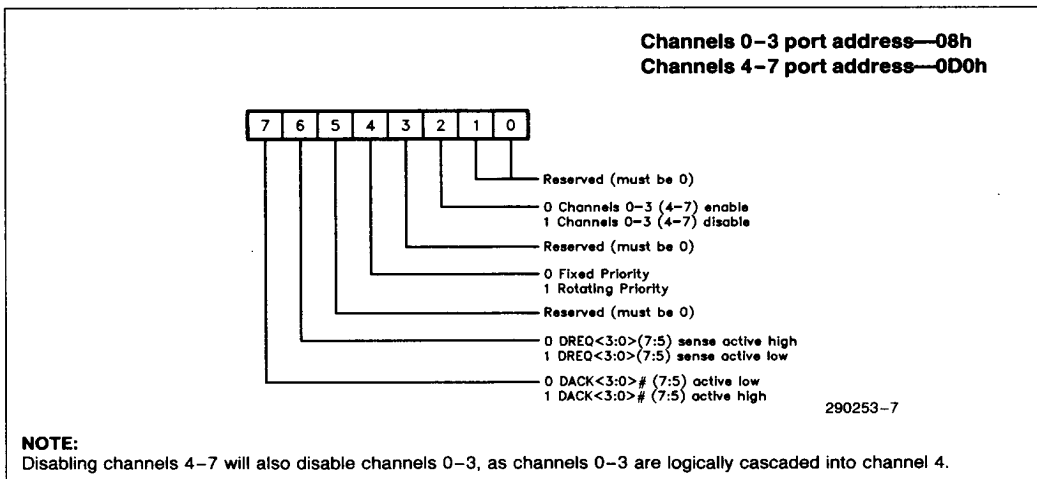 Channels 0–3 port address—08h
Channels 4–7 port address—0D0h
7 6 5 4 3 2 1 0
Reserved (must be 0)
0 Channels 0–3 (4–7) enable
1 Channels 0–3 (4–7) disable
Reserved (must be 0)
0 Fixed Priority
1 Rotating Priority
Reserved (must be 0)
0 DREQ<3:0>(7:5) sense active high
1 DREQ<3:0>(7:5) sense active low
0 DACK<3:0># (7:5) active low
1 DACK<3:0># (7:5) active high
290253–7
NOTE:
Disabling channels 4–7 will also disable channels 0–3, as channels 0–3 are logically cascaded into channel 4.